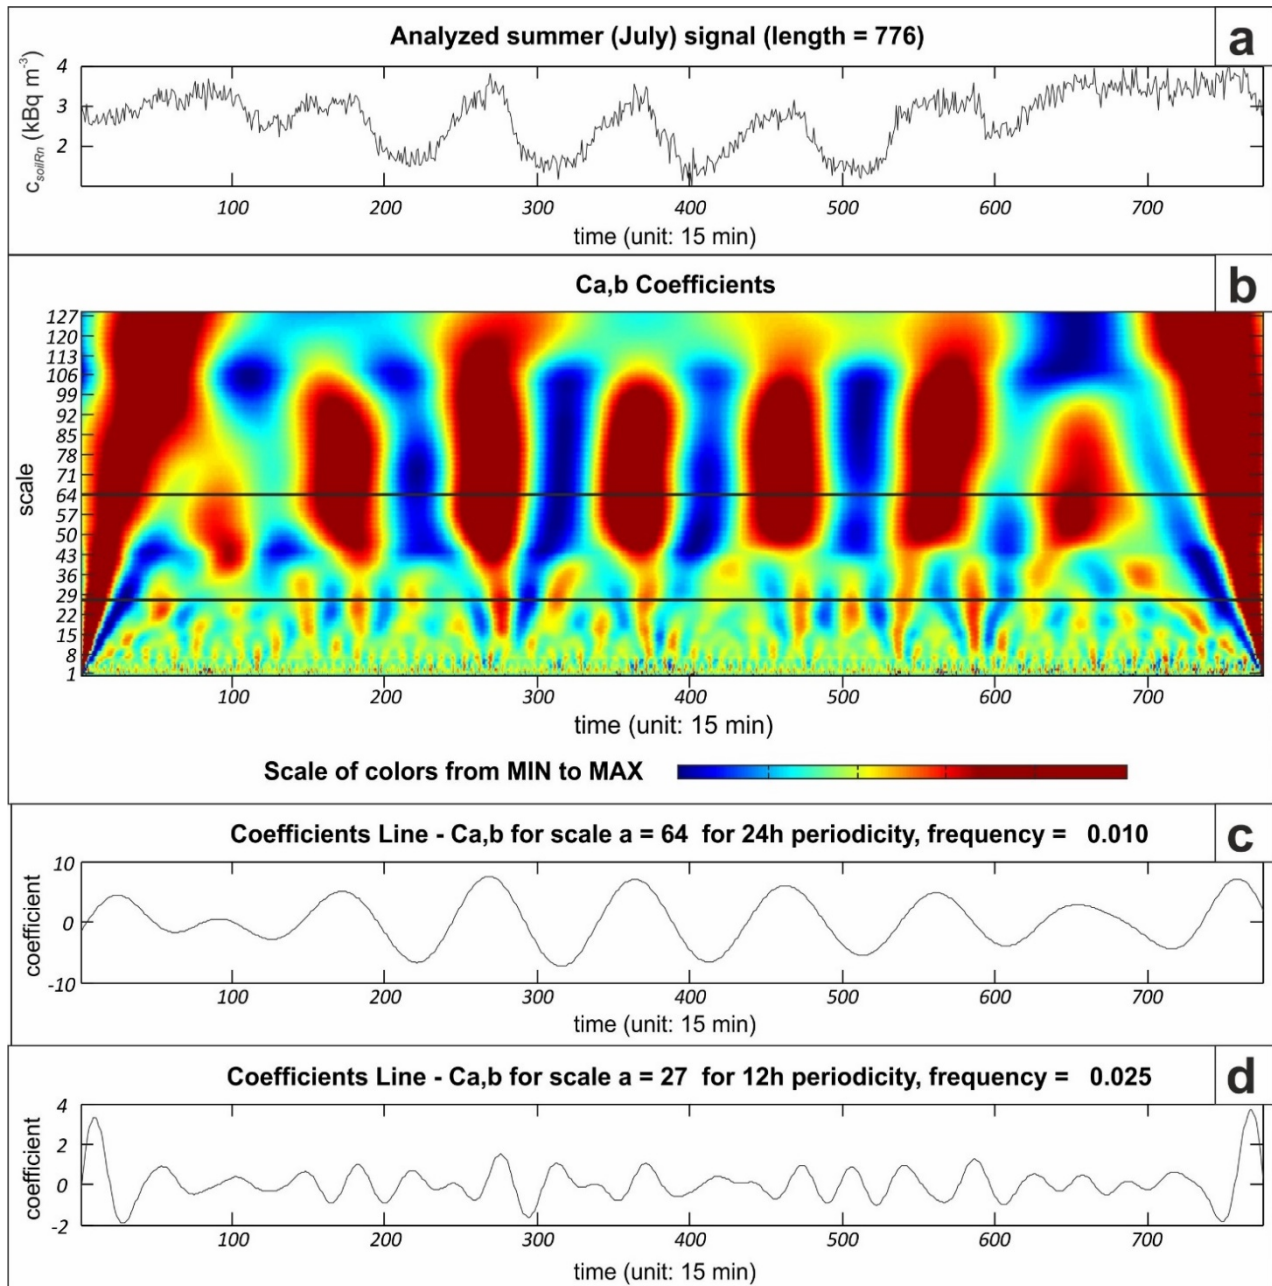 Analyzed summer (July) signal (length = 776)
a
4
3
2
c_soilRn (kBq m⁻³)
100 200 300 400 500 600 700
time (unit: 15 min)
Ca,b Coefficients
b
127
120
113
106
99
92
85
78
71
64
57
50
43
36
29
22
15
8
1
scale
100 200 300 400 500 600 700
time (unit: 15 min)
Scale of colors from MIN to MAX
Coefficients Line - Ca,b for scale a = 64 for 24h periodicity, frequency = 0.010
c
10
0
-10
coefficient
100 200 300 400 500 600 700
time (unit: 15 min)
Coefficients Line - Ca,b for scale a = 27 for 12h periodicity, frequency = 0.025
d
4
2
0
-2
coefficient
100 200 300 400 500 600 700
time (unit: 15 min)